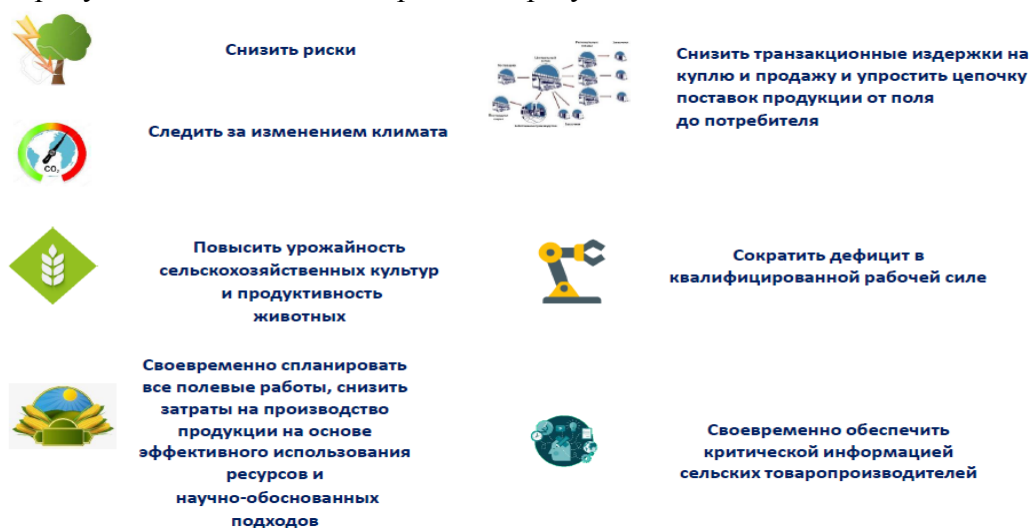 Снизить риски
Следить за изменением климата
Повысить урожайность
сельскохозяйственных культур
и продуктивность
животных
Своевременно спланировать
все полевые работы, снизить
затраты на производство
продукции на основе
эффективного использования
ресурсов и
научно-обоснованных
подходов
Снизить транзакционные издержки на
куплю и продажу и упростить цепочку
поставок продукции от поля
до потребителя
Сократить дефицит в
квалифицированной рабочей силе
Своевременно обеспечить
критической информацией
сельских товаропроизводителей
CO₂